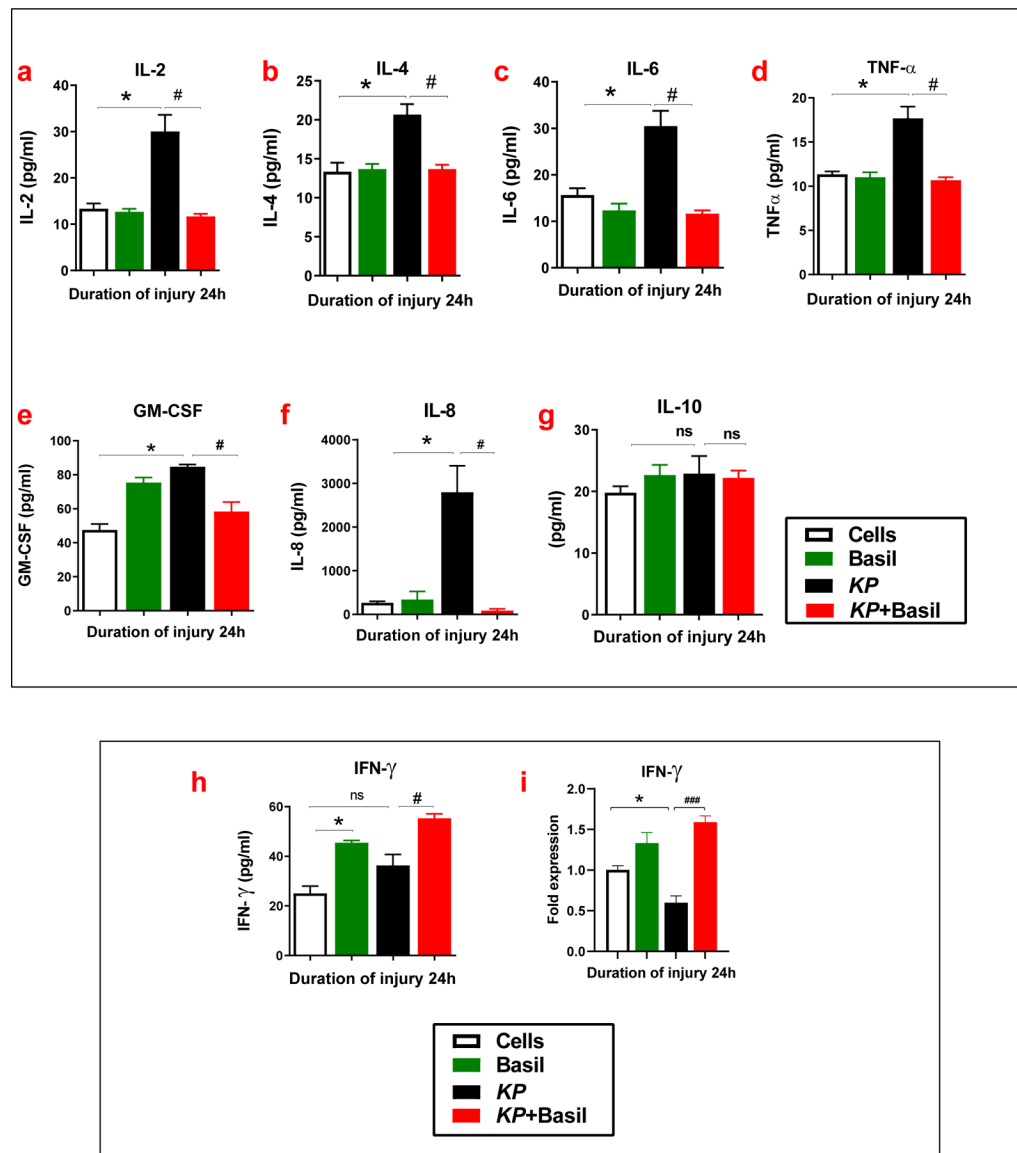 a
IL-2
*
#
IL-2 (pg/ml)
40
30
20
10
0
Duration of injury 24h
b
IL-4
*
#
IL-4 (pg/ml)
25
20
15
10
5
0
Duration of injury 24h
c
IL-6
*
#
IL-6 (pg/ml)
40
30
20
10
0
Duration of injury 24h
d
TNF-α
*
#
TNFα (pg/ml)
20
15
10
5
0
Duration of injury 24h
e
GM-CSF
*
#
GM-CSF (pg/ml)
100
80
60
40
20
0
Duration of injury 24h
f
IL-8
*
#
IL-8 (pg/ml)
4000
3000
2000
1000
0
Duration of injury 24h
g
IL-10
ns
ns
(pg/ml)
30
20
10
0
Duration of injury 24h
Cells
Basil
KP
KP+Basil
h
IFN-γ
ns
*
#
IFN- γ (pg/ml)
60
40
20
0
Duration of injury 24h
i
IFN-γ
*
###
Fold expression
2.0
1.5
1.0
0.5
0.0
Duration of injury 24h
Cells
Basil
KP
KP+Basil